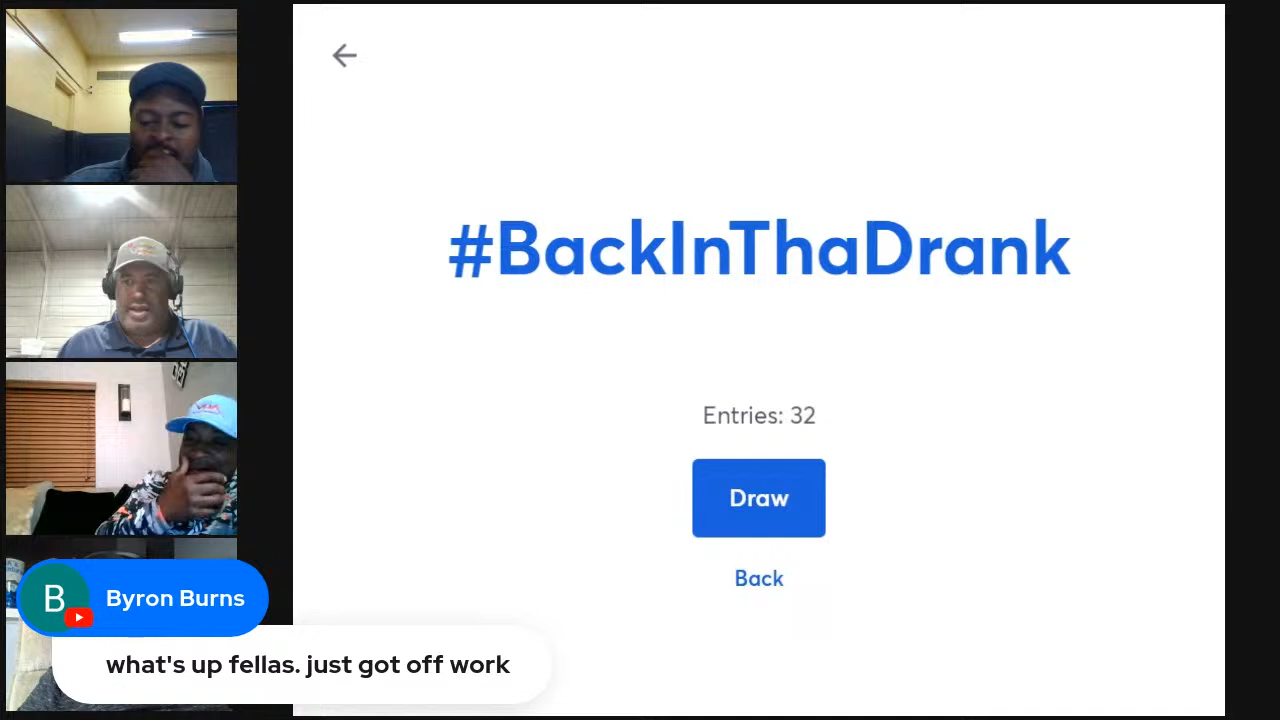 #BackInThaDrank
Entries: 32
Draw
Back
B
Byron Burns
what's up fellas. just got off work